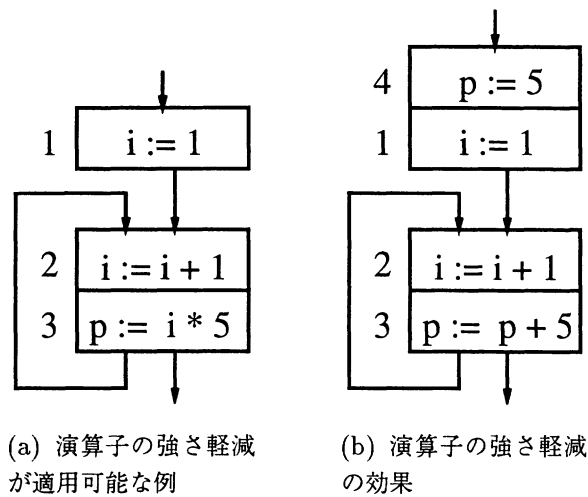 1 i := 1
2 i := i + 1
3 p := i * 5
(a) 演算子の強さ軽減
が適用可能な例
4 p := 5
1 i := 1
2 i := i + 1
3 p := p + 5
(b) 演算子の強さ軽減
の効果